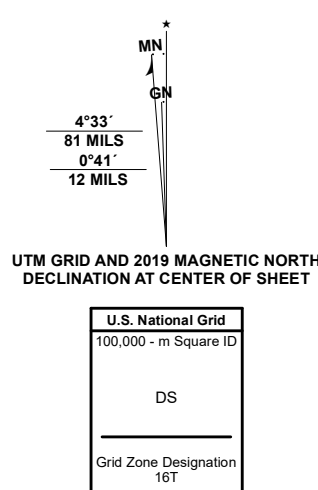 MN
GN
4°33´
81 MILS
0°41´
12 MILS
UTM GRID AND 2019 MAGNETIC NORTH
DECLINATION AT CENTER OF SHEET
U.S. National Grid
100,000 - m Square ID
DS
Grid Zone Designation
16T